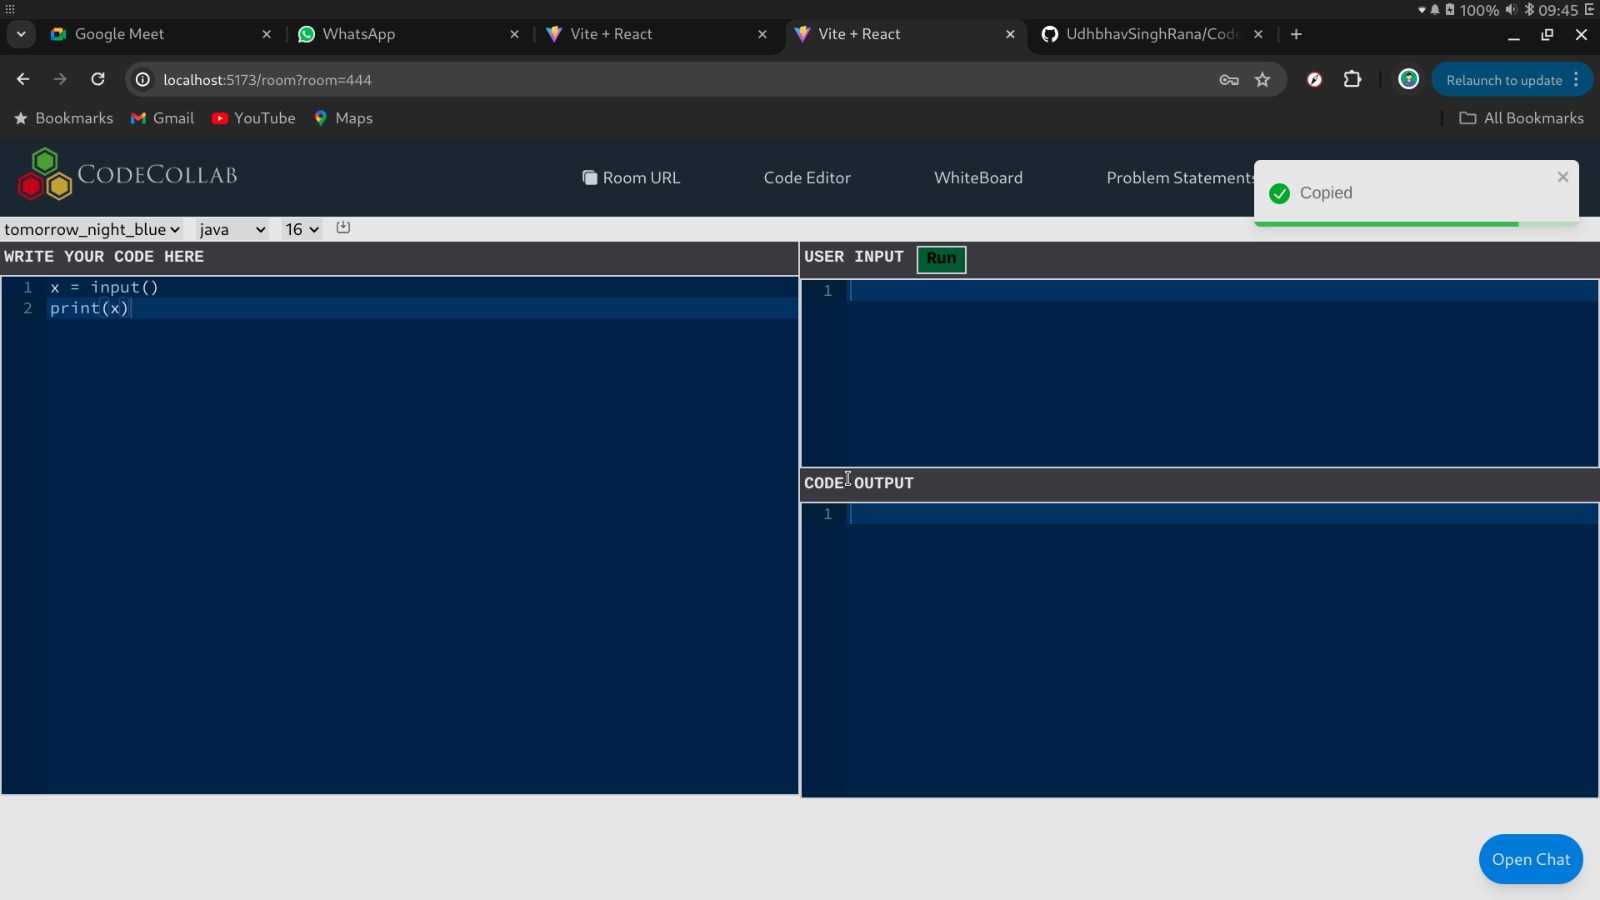 100% 09:45
Google Meet WhatsApp Vite + React Vite + React UdhbhavSinghRana/Code
localhost:5173/room?room=444 Relaunch to update
Bookmarks Gmail YouTube Maps All Bookmarks
CODECOLLAB Room URL Code Editor WhiteBoard Problem Statements
Copied
tomorrow_night_blue java 16
WRITE YOUR CODE HERE
1 x = input()
2 print(x)
USER INPUT Run
1
CODE OUTPUT
1
Open Chat